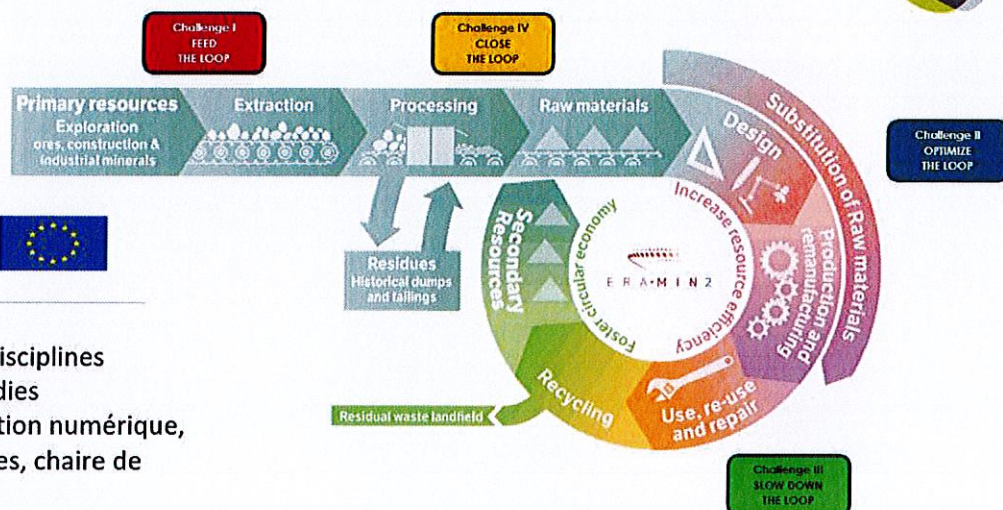 Challenge I
FEED
THE LOOP
Challenge IV
CLOSE
THE LOOP
Primary resources
Exploration
ores, construction &
industrial minerals
Extraction
Processing
Raw materials
Design
Substitution of Raw materials
Challenge II
OPTIMIZE
THE LOOP
Residues
Historical dumps
and tailings
Secondary
Resources
Foster circular economy
Increase resource efficiency
ERA-MIN2
Production and
remanufacturing
Use, re-use
and repair
Recycling
Residual waste landfield
Challenge III
SLOW DOWN
THE LOOP
isciplines
dies
tion numérique,
es, chaire de